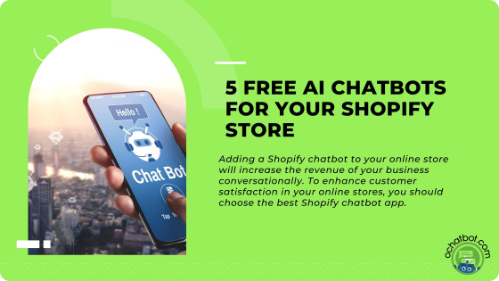 5 FREE AI CHATBOTS
FOR YOUR SHOPIFY
STORE
Adding a Shopify chatbot to your online store
will increase the revenue of your business
conversationally. To enhance customer
satisfaction in your online stores, you should
choose the best Shopify chatbot app.
Hello !
Chat Bot
Tap
ochatbot.com